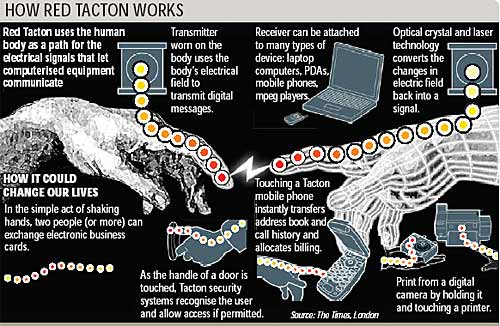 HOW RED TACTON WORKS
Red Tacton uses the human
body as a path for the
electrical signals that let
computerised equipment
communicate
Transmitter
worn on the
body uses the
body's electrical
field to
transmit digital
messages.
Receiver can be attached
to many types of
device: laptop
computers, PDAs,
mobile phones,
mpeg players.
Optical crystal and laser
technology
converts the
changes in
electric field
back into a
signal.
HOW IT COULD
CHANGE OUR LIVES
In the simple act of shaking
hands, two people (or more) can
exchange electronic business
cards.
As the handle of a door is
touched, Tacton security
systems recognise the user
and allow access if permitted.
Touching a Tacton
mobile phone
instantly transfers
address book and
call history and
allocates billing.
Print from a digital
camera by holding it
and touching a printer.
Source: The Times, London